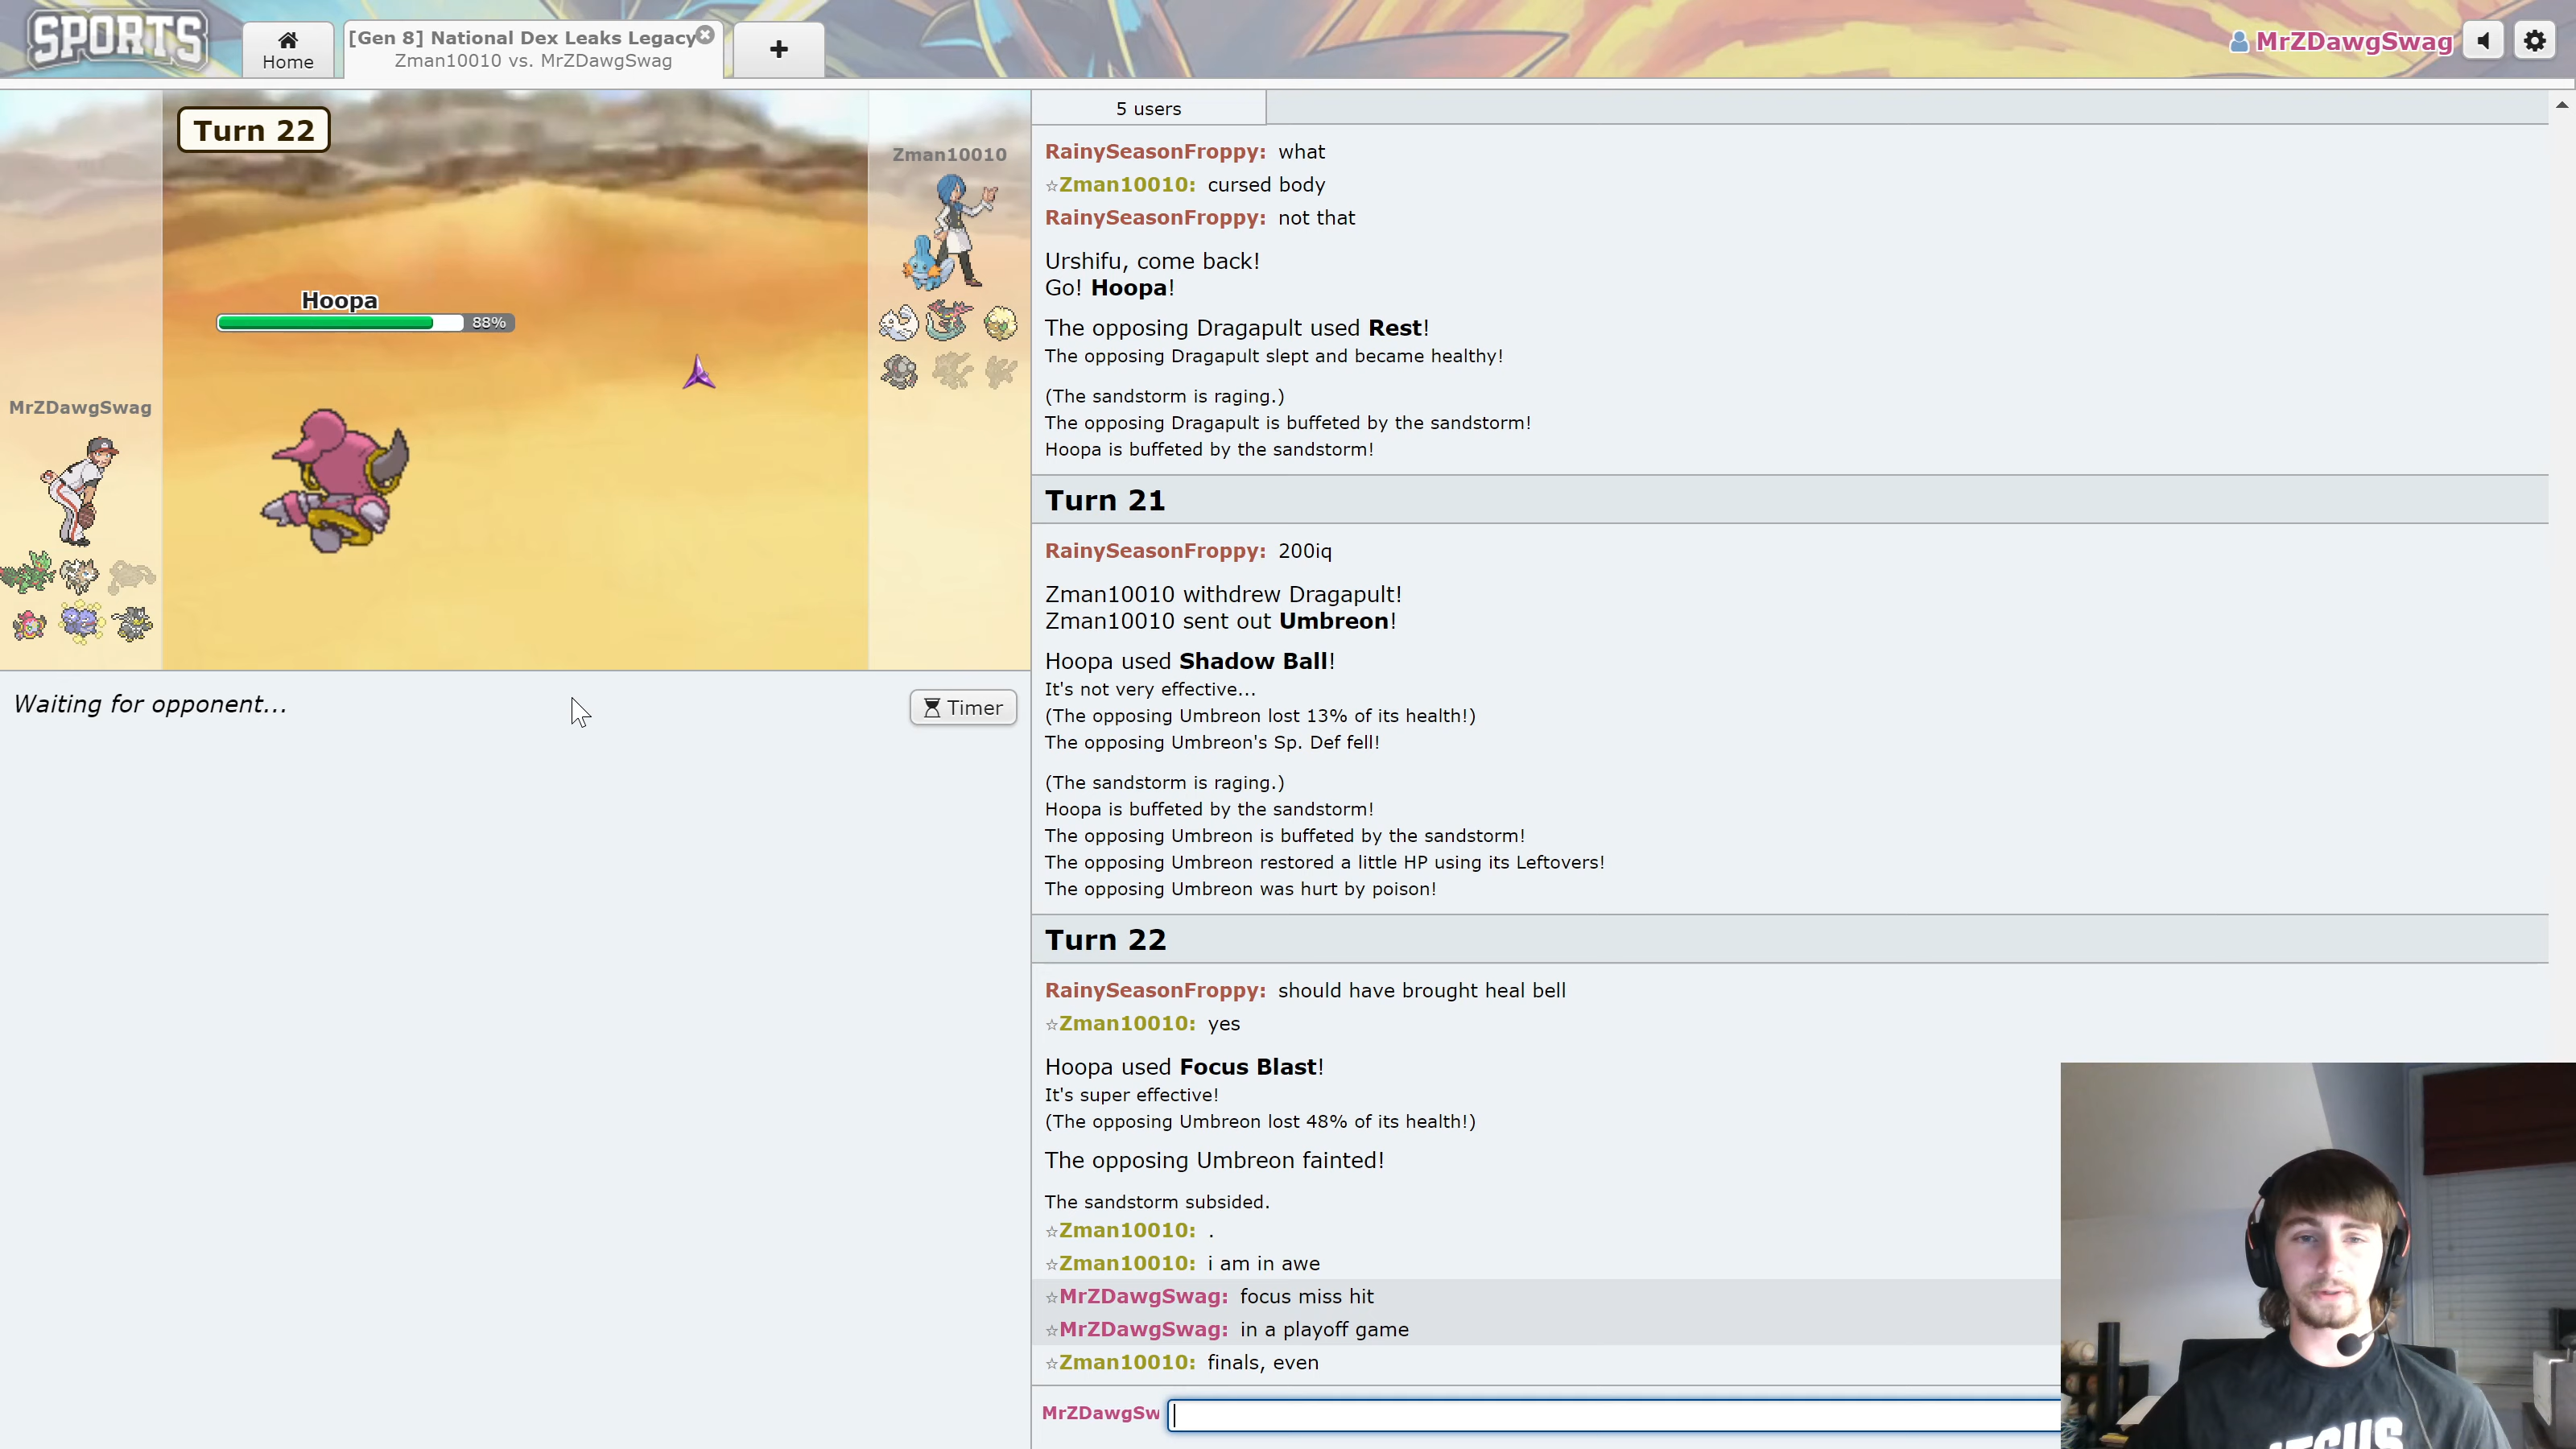 SPORTS
Home
[Gen 8] National Dex Leaks Legacy
Zman10010 vs. MrZDawgSwag
+
MrZDawgSwag
Turn 22
Zman10010
Hoopa
88%
MrZDawgSwag
Waiting for opponent...
Timer
5 users
RainySeasonFroppy: what
☆Zman10010: cursed body
RainySeasonFroppy: not that
Urshifu, come back!
Go! Hoopa!
The opposing Dragapult used Rest!
The opposing Dragapult slept and became healthy!
(The sandstorm is raging.)
The opposing Dragapult is buffeted by the sandstorm!
Hoopa is buffeted by the sandstorm!
Turn 21
RainySeasonFroppy: 200iq
Zman10010 withdrew Dragapult!
Zman10010 sent out Umbreon!
Hoopa used Shadow Ball!
It's not very effective...
(The opposing Umbreon lost 13% of its health!)
The opposing Umbreon's Sp. Def fell!
(The sandstorm is raging.)
Hoopa is buffeted by the sandstorm!
The opposing Umbreon is buffeted by the sandstorm!
The opposing Umbreon restored a little HP using its Leftovers!
The opposing Umbreon was hurt by poison!
Turn 22
RainySeasonFroppy: should have brought heal bell
☆Zman10010: yes
Hoopa used Focus Blast!
It's super effective!
(The opposing Umbreon lost 48% of its health!)
The opposing Umbreon fainted!
The sandstorm subsided.
☆Zman10010: .
☆Zman10010: i am in awe
☆MrZDawgSwag: focus miss hit
☆MrZDawgSwag: in a playoff game
☆Zman10010: finals, even
MrZDawgSw